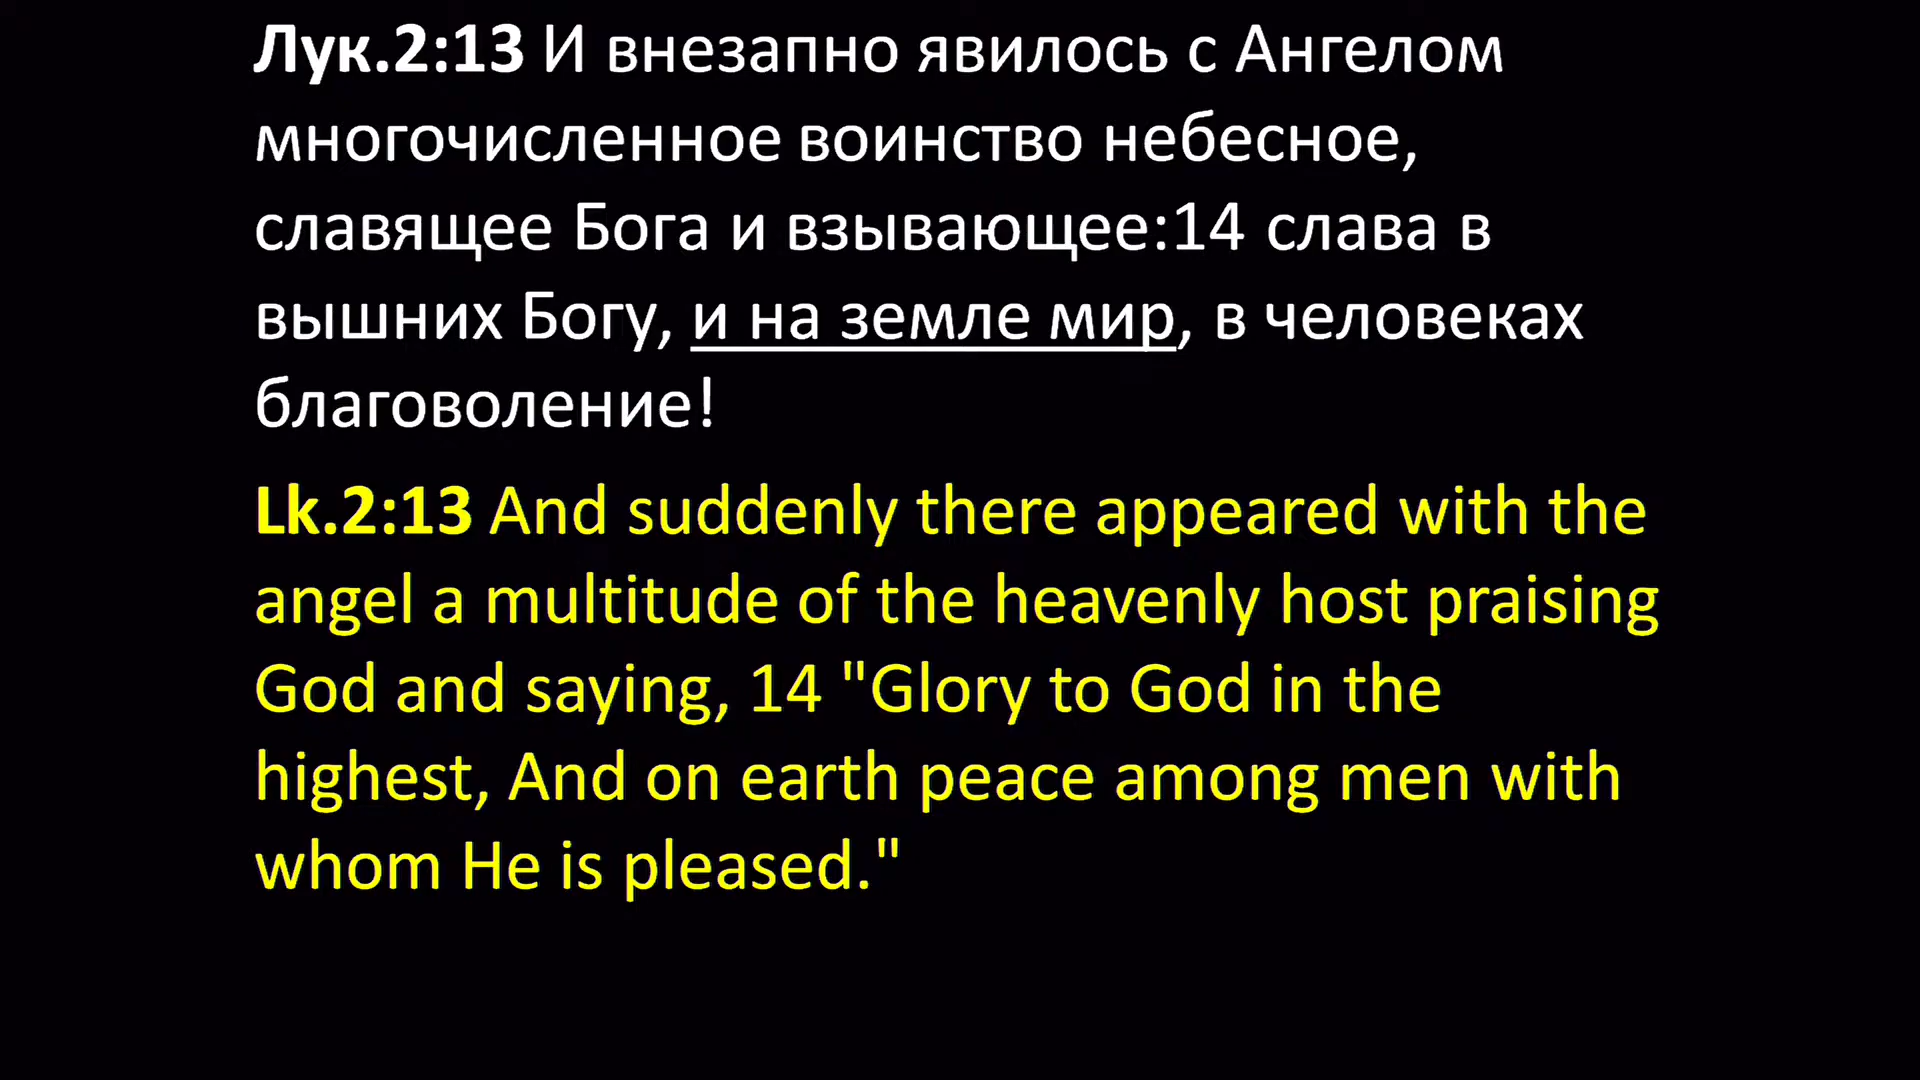 Лук.2:13 И внезапно явилось с Ангелом
многочисленное воинство небесное,
славящее Бога и взывающее:14 слава в
вышних Богу, и на земле мир, в человеках
благоволение!
Lk.2:13 And suddenly there appeared with the
angel a multitude of the heavenly host praising
God and saying, 14 "Glory to God in the
highest, And on earth peace among men with
whom He is pleased."